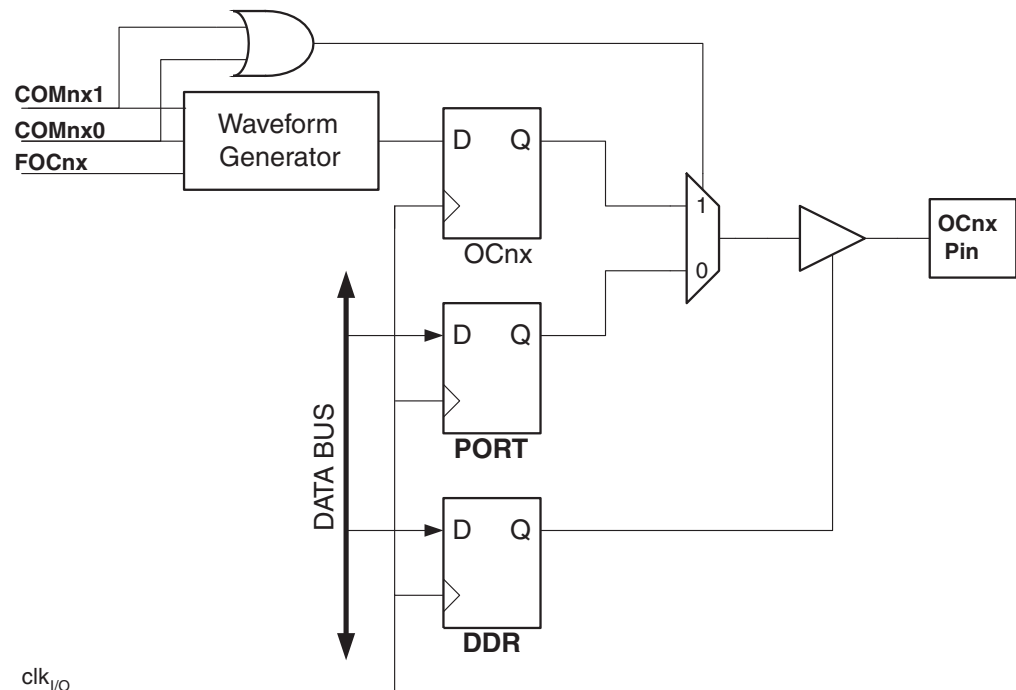 COMnx1
COMnx0
FOCnx
Waveform
Generator
D Q
OCnx
1
0
OCnx
Pin
D Q
PORT
D Q
DDR
DATA BUS
clkI/O